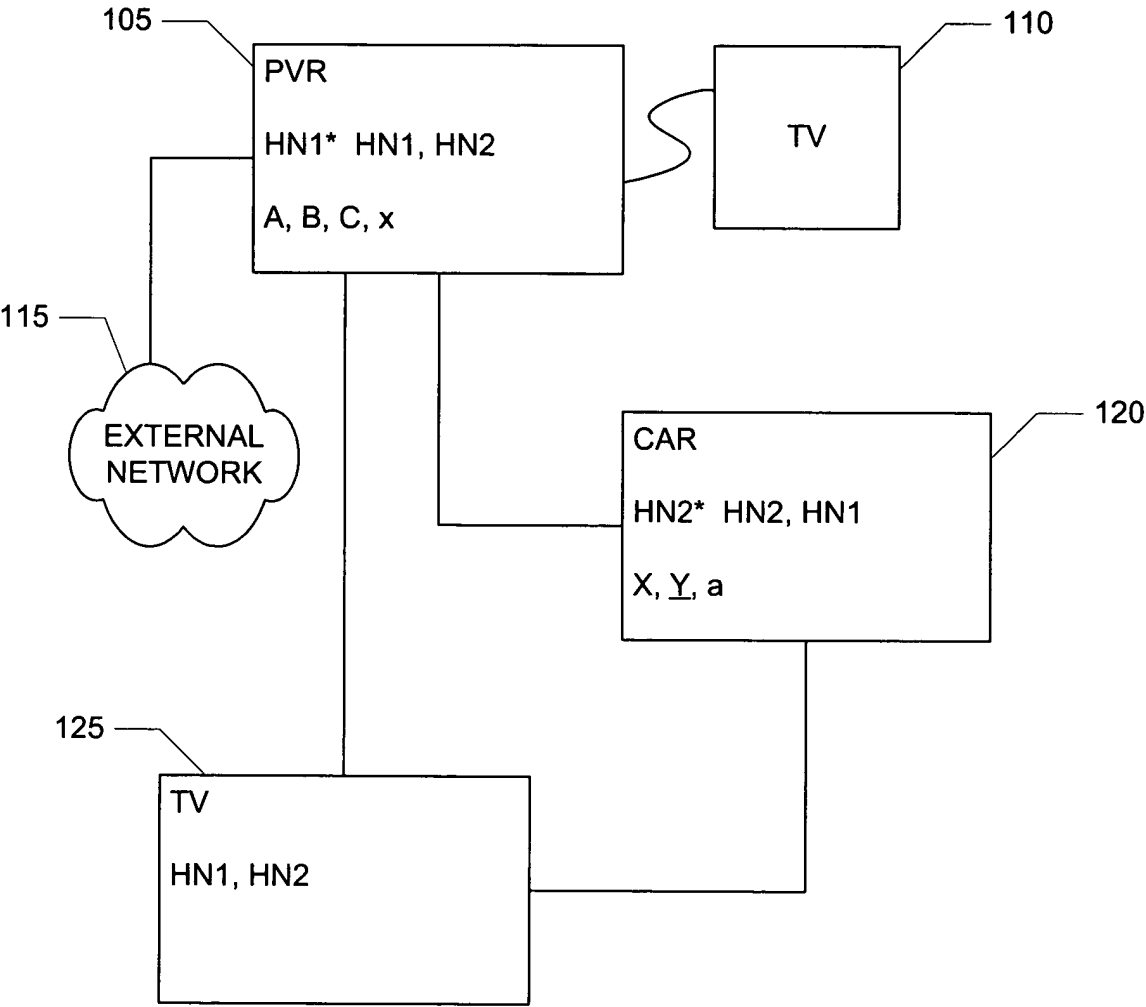 105
110
PVR
HN1* HN1, HN2
A, B, C, x
TV
115
EXTERNAL
NETWORK
120
CAR
HN2* HN2, HN1
X, Y, a
125
TV
HN1, HN2